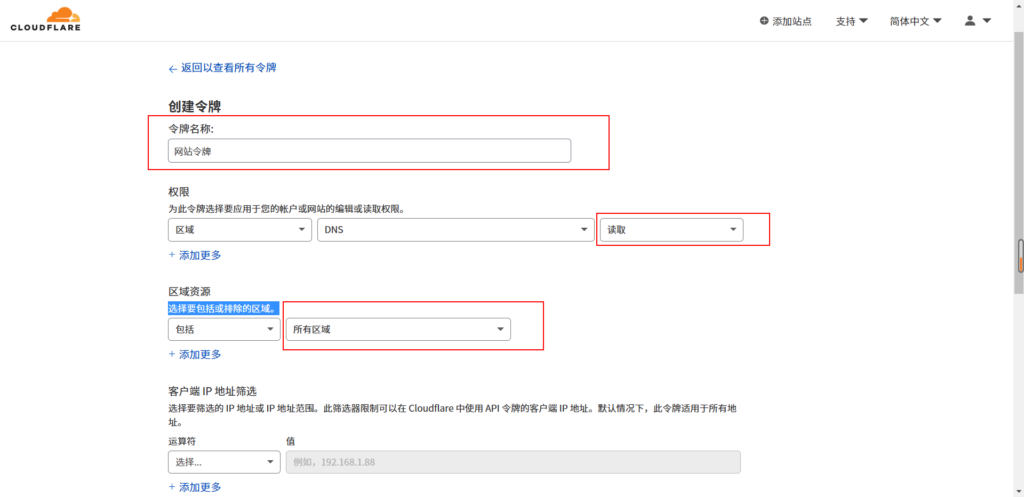 CLOUDFLARE
添加站点 支持 简体中文
← 返回以查看所有令牌
创建令牌
令牌名称:
网站令牌
权限
为此令牌选择要应用于您的帐户或网站的编辑或读取权限。
区域 DNS 读取
+ 添加更多
区域资源
选择要包括或排除的区域。
包括 所有区域
+ 添加更多
客户端 IP 地址筛选
选择要筛选的 IP 地址或 IP 地址范围。此筛选器限制可以在 Cloudflare 中使用 API 令牌的客户端 IP 地址。默认情况下，此令牌适用于所有地
址。
运算符 值
选择... 例如，192.168.1.88
+ 添加更多